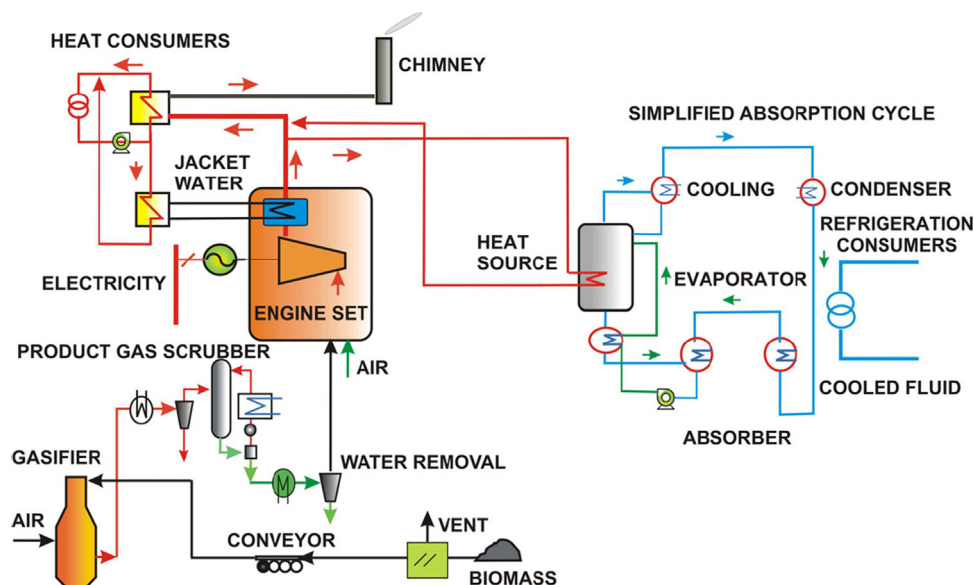 HEAT CONSUMERS
CHIMNEY
SIMPLIFIED ABSORPTION CYCLE
JACKET
WATER
COOLING
CONDENSER
HEAT
SOURCE
REFRIGERATION
CONSUMERS
EVAPORATOR
ELECTRICITY
ENGINE SET
PRODUCT GAS SCRUBBER
AIR
COOLED FLUID
ABSORBER
GASIFIER
WATER REMOVAL
AIR
CONVEYOR
VENT
BIOMASS